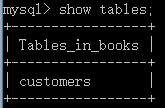 mysql> show tables;
+-----------------+
| Tables_in_books |
+-----------------+
| customers       |
+-----------------+